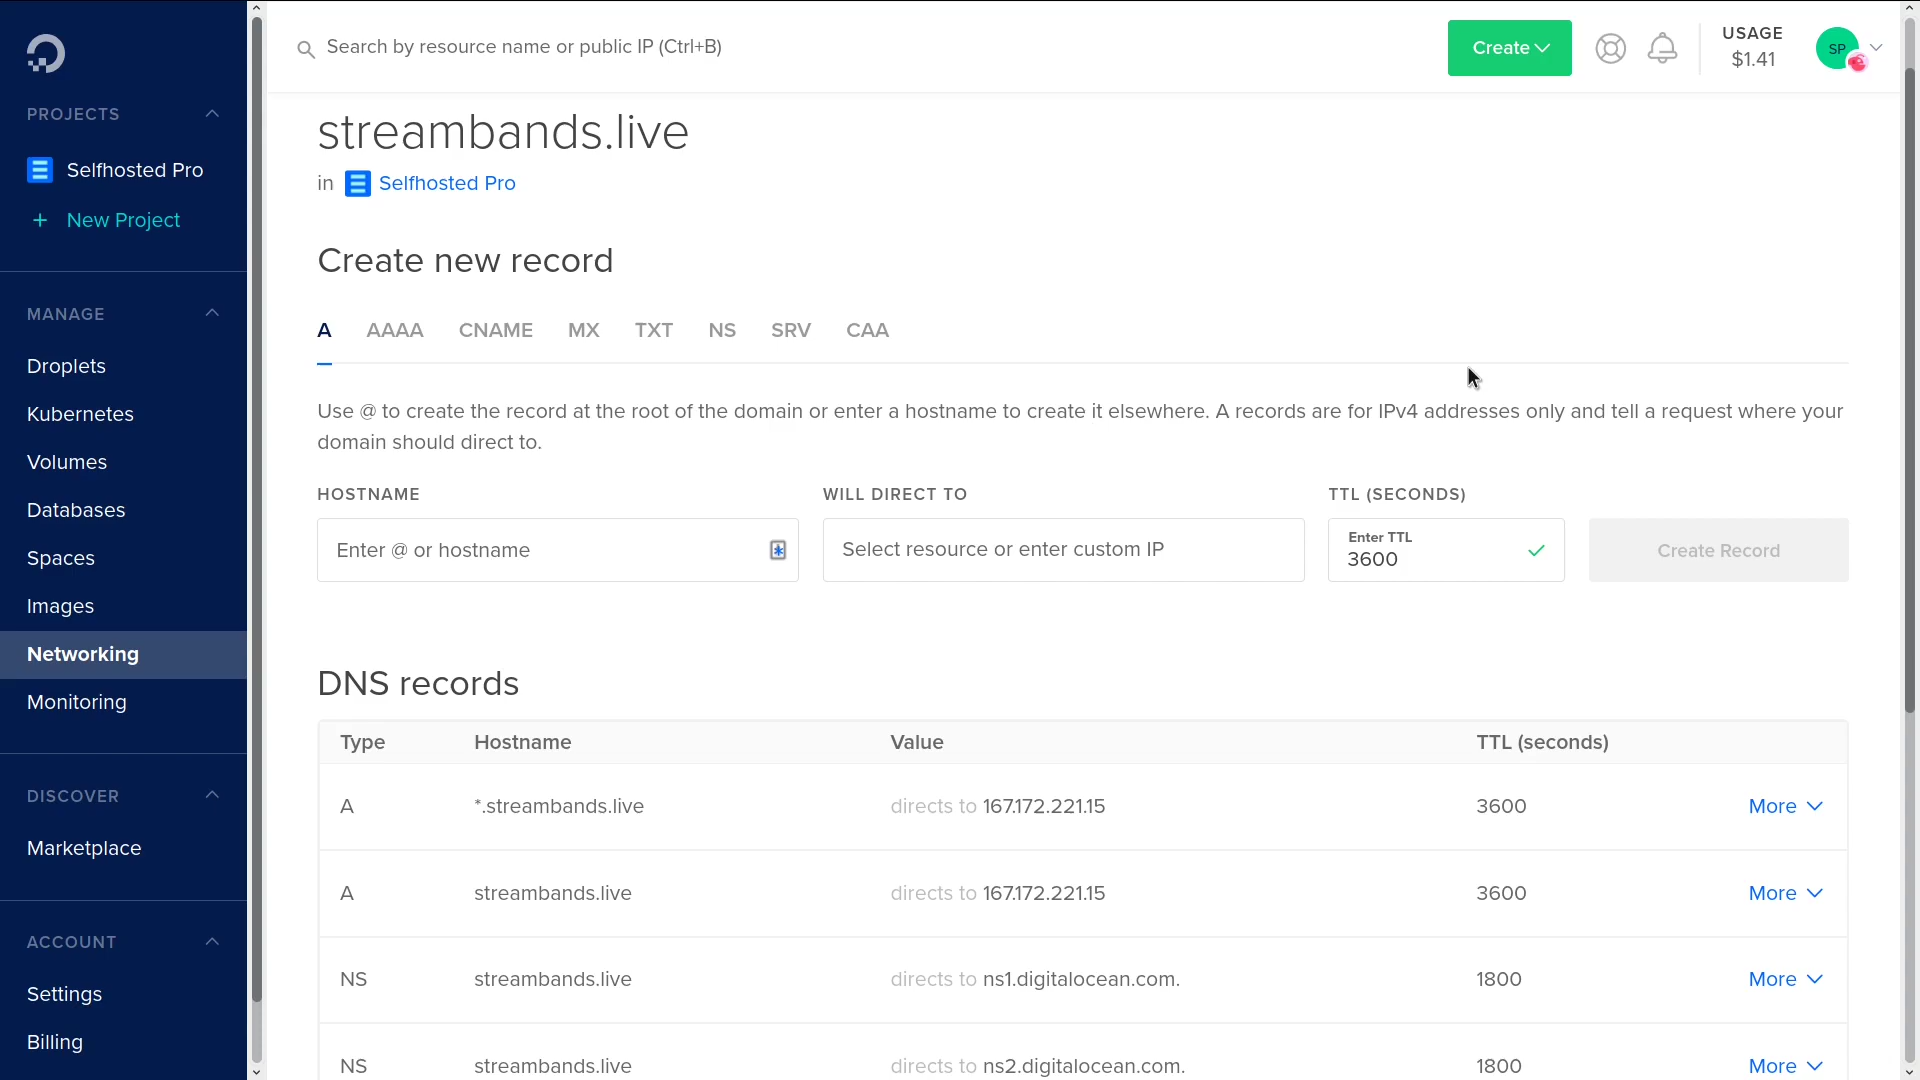 Search by resource name or public IP (Ctrl+B)
Create
USAGE
$1.41
SP
PROJECTS
Selfhosted Pro
+ New Project
MANAGE
Droplets
Kubernetes
Volumes
Databases
Spaces
Images
Networking
Monitoring
DISCOVER
Marketplace
ACCOUNT
Settings
Billing
streambands.live
in Selfhosted Pro
Create new record
A AAAA CNAME MX TXT NS SRV CAA
Use @ to create the record at the root of the domain or enter a hostname to create it elsewhere. A records are for IPv4 addresses only and tell a request where your
domain should direct to.
HOSTNAME WILL DIRECT TO TTL (SECONDS)
Enter @ or hostname
Select resource or enter custom IP
Enter TTL
3600
Create Record
DNS records
Type Hostname Value TTL (seconds)
A *.streambands.live directs to 167.172.221.15 3600 More
A streambands.live directs to 167.172.221.15 3600 More
NS streambands.live directs to ns1.digitalocean.com. 1800 More
NS streambands.live directs to ns2.digitalocean.com. 1800 More